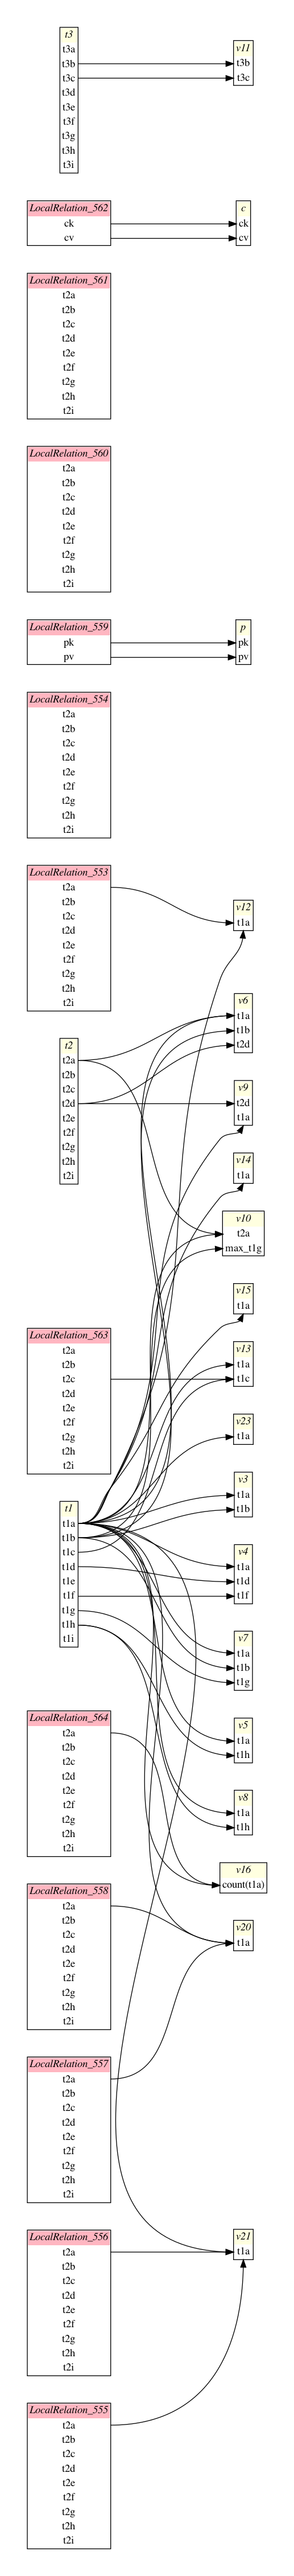 t3
t3a
t3b
t3c
t3d
t3e
t3f
t3g
t3h
t3i
v11
t3b
t3c
LocalRelation_562
ck
cv
c
ck
cv
LocalRelation_561
t2a
t2b
t2c
t2d
t2e
t2f
t2g
t2h
t2i
LocalRelation_560
t2a
t2b
t2c
t2d
t2e
t2f
t2g
t2h
t2i
LocalRelation_559
pk
pv
p
pk
pv
LocalRelation_554
t2a
t2b
t2c
t2d
t2e
t2f
t2g
t2h
t2i
LocalRelation_553
t2a
t2b
t2c
t2d
t2e
t2f
t2g
t2h
t2i
v12
t1a
v6
t1a
t1b
t2d
t2
t2a
t2b
t2c
t2d
t2e
t2f
t2g
t2h
t2i
v9
t2d
t1a
v14
t1a
v10
t2a
max_t1g
v15
t1a
LocalRelation_563
t2a
t2b
t2c
t2d
t2e
t2f
t2g
t2h
t2i
v13
t1a
t1c
v23
t1a
v3
t1a
t1b
t1
t1a
t1b
t1c
t1d
t1e
t1f
t1g
t1h
t1i
v4
t1a
t1d
t1f
v7
t1a
t1b
t1g
v5
t1a
t1h
LocalRelation_564
t2a
t2b
t2c
t2d
t2e
t2f
t2g
t2h
t2i
v8
t1a
t1h
v16
count(t1a)
LocalRelation_558
t2a
t2b
t2c
t2d
t2e
t2f
t2g
t2h
t2i
v20
t1a
LocalRelation_557
t2a
t2b
t2c
t2d
t2e
t2f
t2g
t2h
t2i
LocalRelation_556
t2a
t2b
t2c
t2d
t2e
t2f
t2g
t2h
t2i
v21
t1a
LocalRelation_555
t2a
t2b
t2c
t2d
t2e
t2f
t2g
t2h
t2i